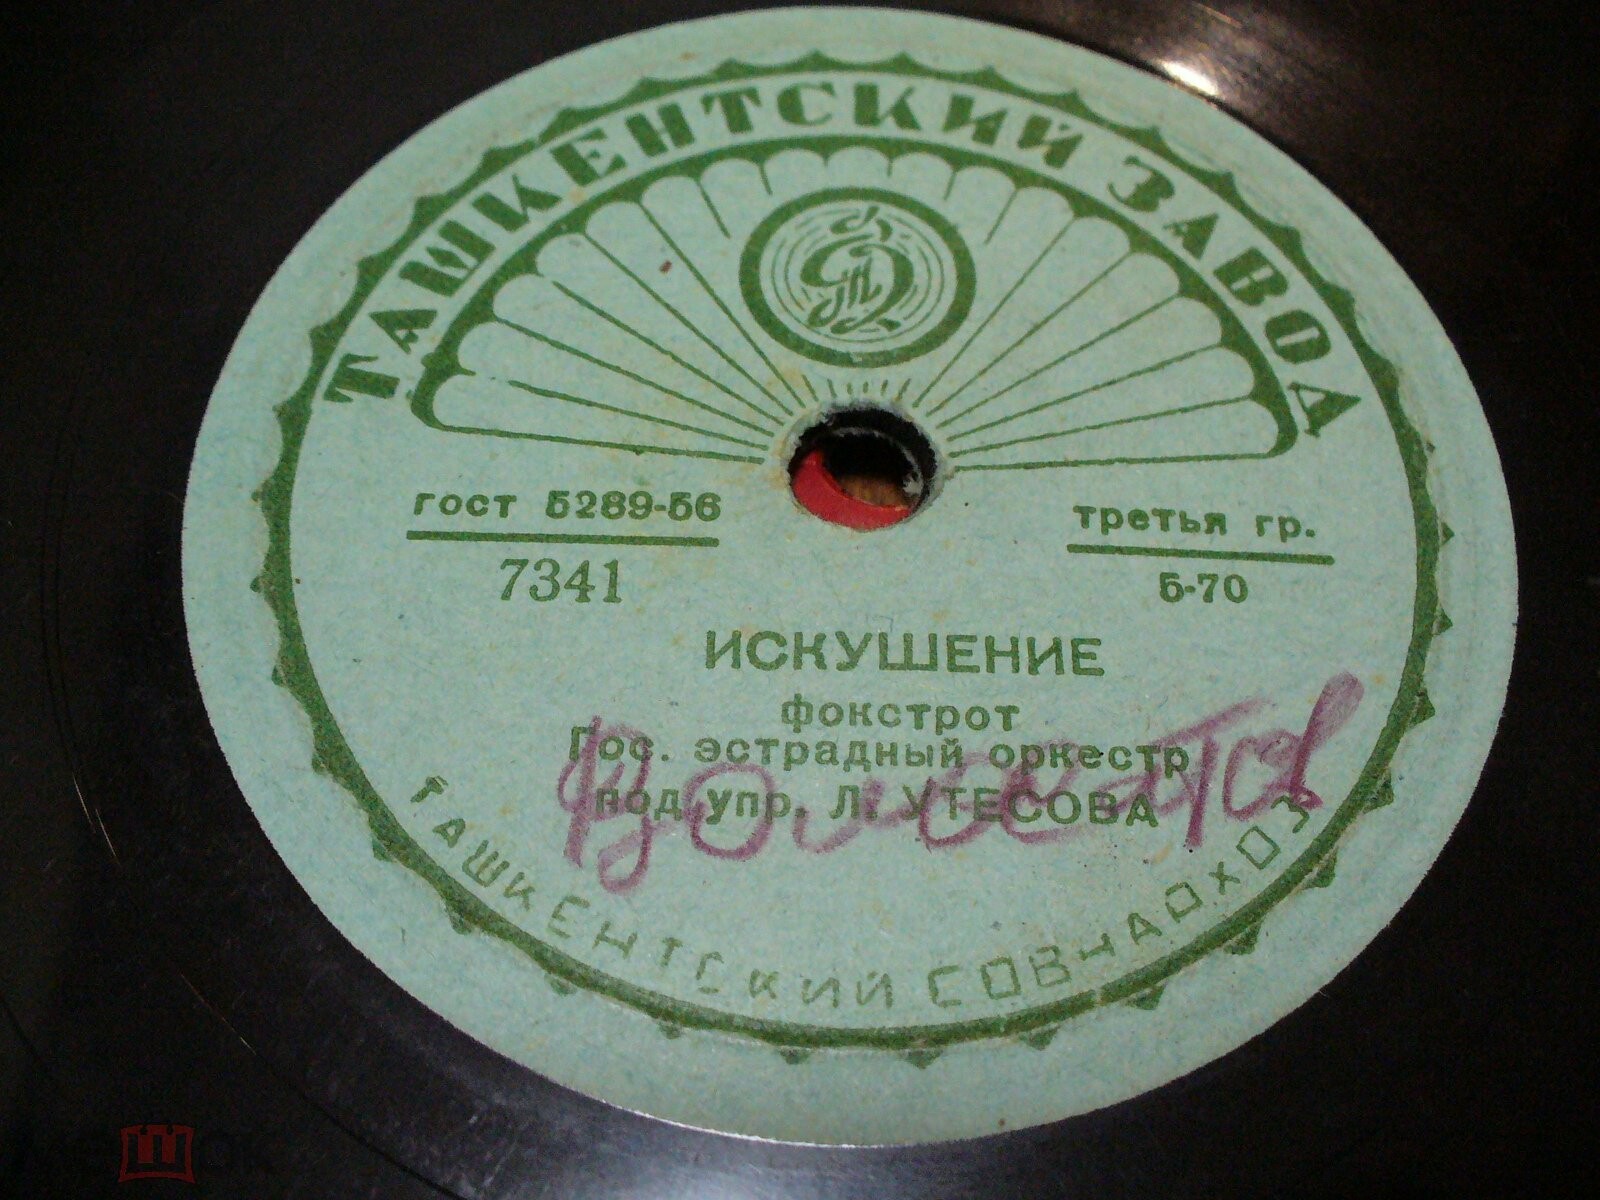 ТАШКЕНТСКИЙ ЗАВОД
гост 5289-56
7341
третья гр.
5-70
ИСКУШЕНИЕ
фокстрот
Гос. эстрадный оркестр
под упр. Л. УТЕСОВА
ТАШКЕНТСКИЙ СОВНАРХОЗ